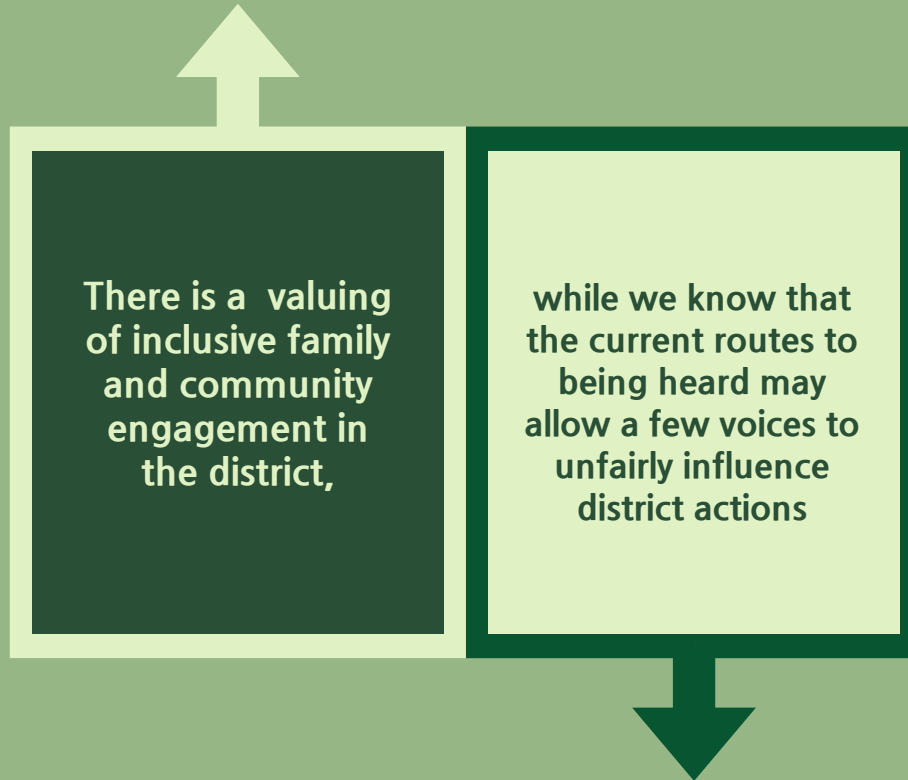 There is a  valuing
of inclusive family
and community
engagement in
the district,
while we know that
the current routes to
being heard may
allow a few voices to
unfairly influence
district actions